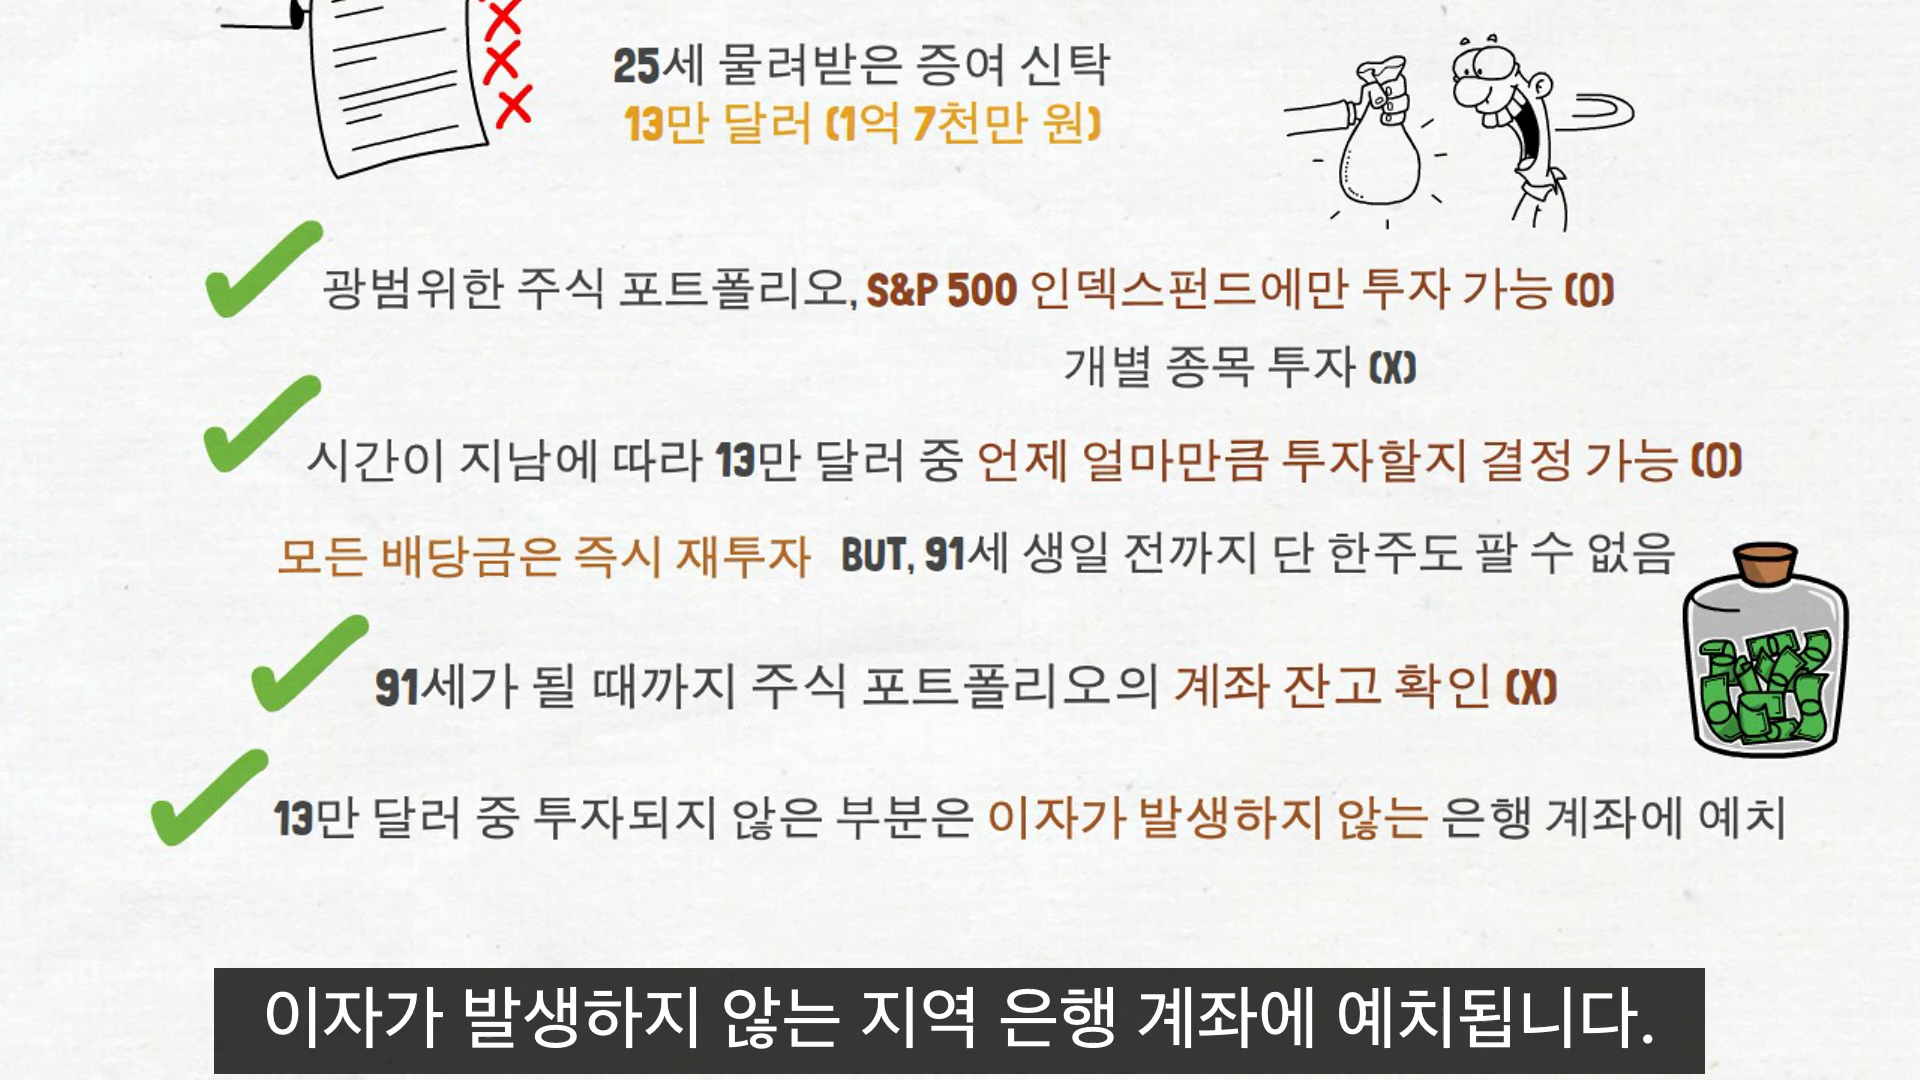 25세 물려받은 증여 신탁
13만 달러 (1억 7천만 원)
광범위한 주식 포트폴리오, S&P 500 인덱스펀드에만 투자 가능 (O)
개별 종목 투자 (X)
시간이 지남에 따라 13만 달러 중 언제 얼마만큼 투자할지 결정 가능 (O)
모든 배당금은 즉시 재투자 BUT, 91세 생일 전까지 단 한주도 팔 수 없음
91세가 될 때까지 주식 포트폴리오의 계좌 잔고 확인 (X)
13만 달러 중 투자되지 않은 부분은 이자가 발생하지 않는 은행 계좌에 예치
이자가 발생하지 않는 지역 은행 계좌에 예치됩니다.